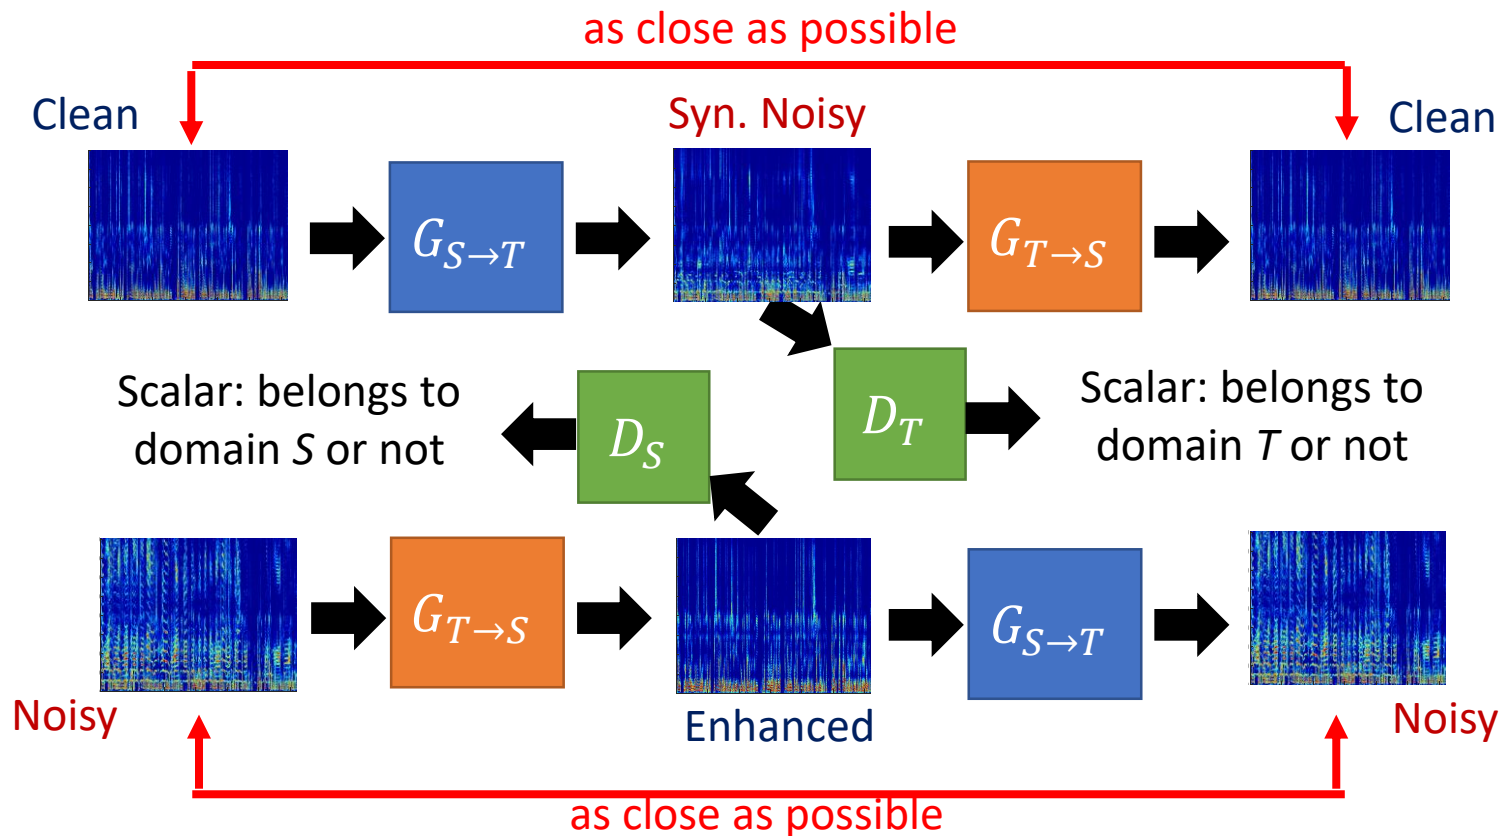 as close as possible
Clean
Syn. Noisy
Clean
G_{S→T}
G_{T→S}
Scalar: belongs to
domain S or not
D_S
D_T
Scalar: belongs to
domain T or not
G_{T→S}
G_{S→T}
Noisy
Enhanced
Noisy
as close as possible